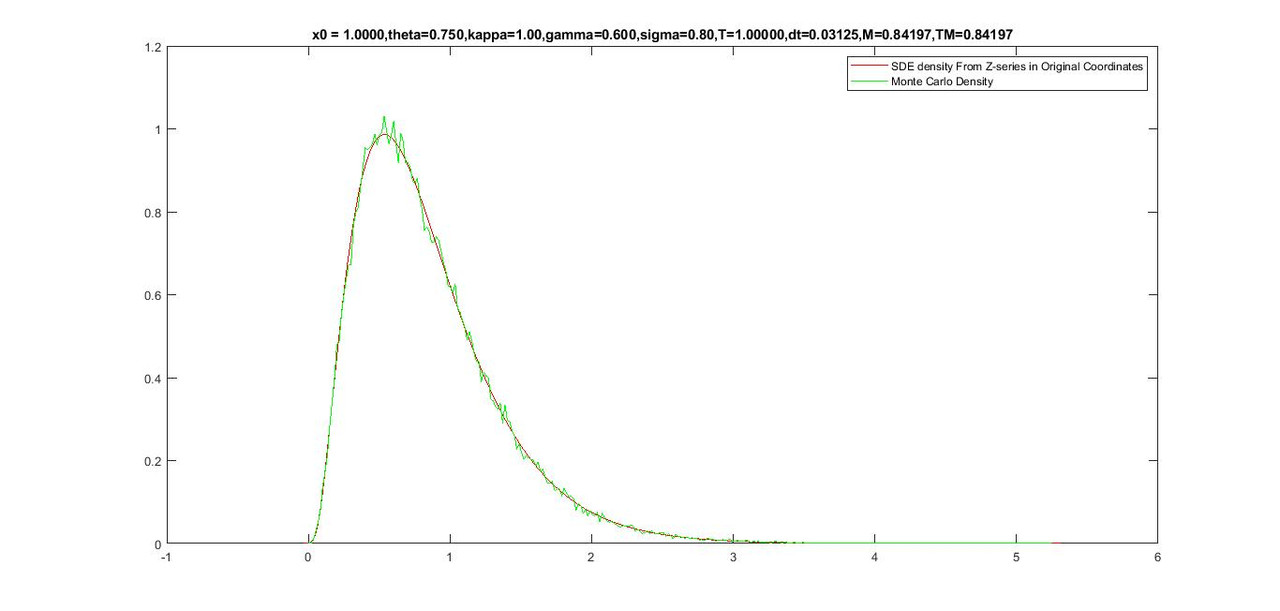 x0 = 1.0000,theta=0.750,kappa=1.00,gamma=0.600,sigma=0.80,T=1.00000,dt=0.03125,M=0.84197,TM=0.84197
SDE density From Z-series in Original Coordinates
Monte Carlo Density
1.2
1
0.8
0.6
0.4
0.2
0
-1 0 1 2 3 4 5 6